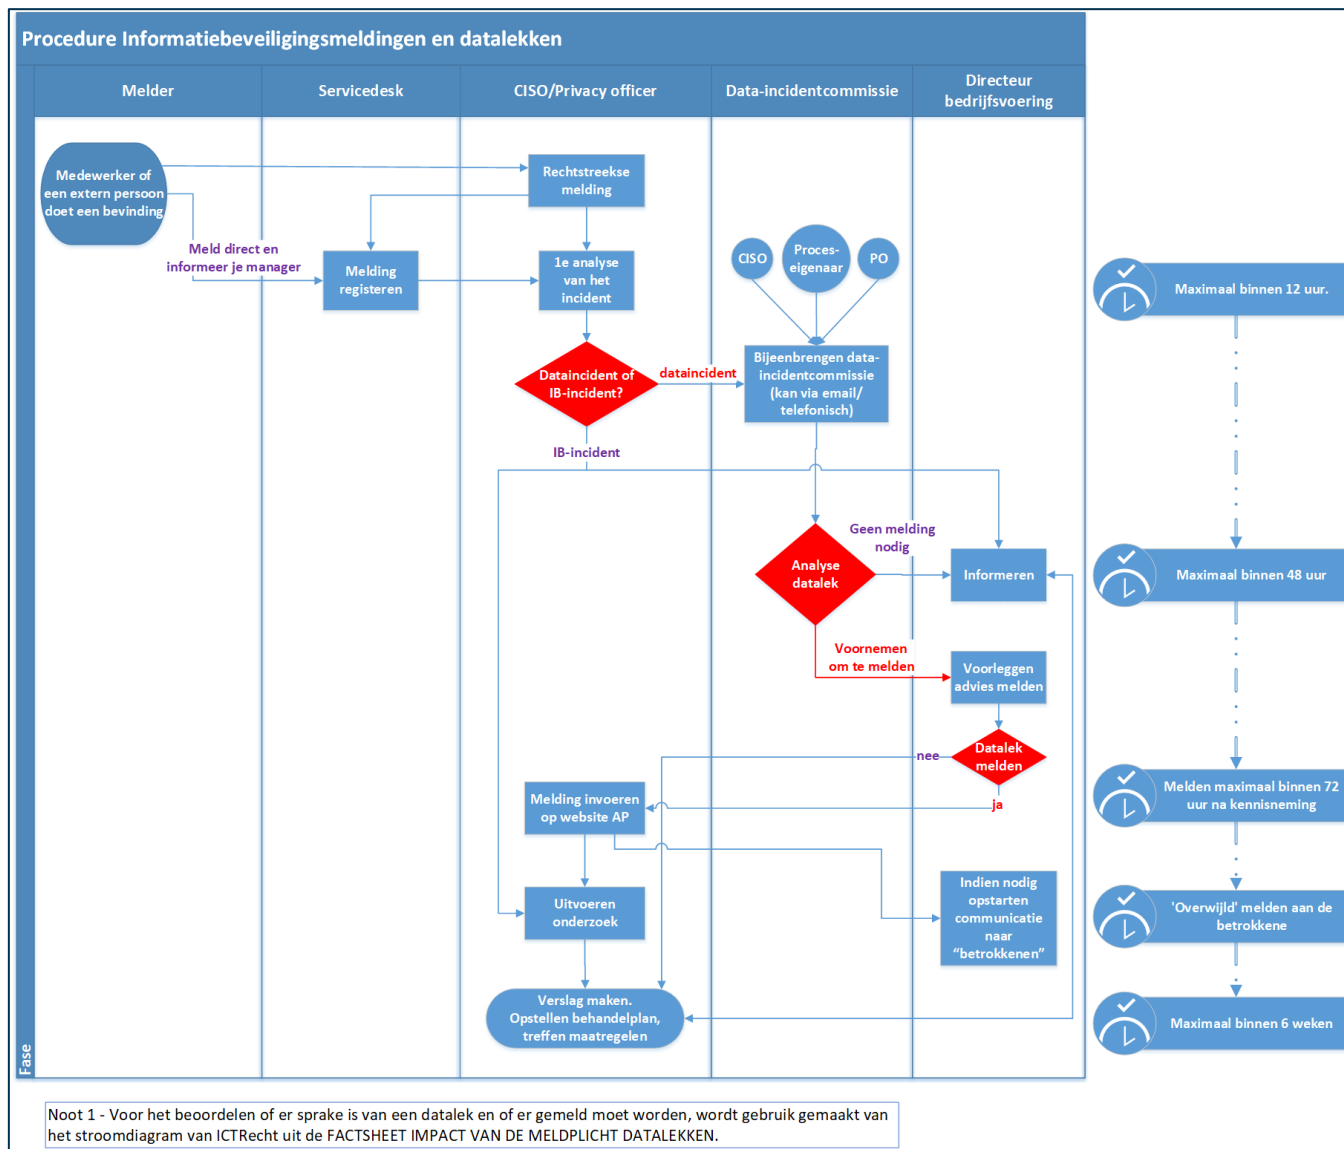 Procedure Informatiebeveiligingsmeldingen en datalekken
Melder
Servicedesk
CISO/Privacy officer
Data-incidentcommissie
Directeur
bedrijfsvoering
Medewerker of
een extern persoon
doet een bevinding
Rechtstreekse
melding
Meld direct en
informeer je manager
Melding
registeren
1e analyse
van het
incident
CISO
Proces-
eigenaar
PO
Maximaal binnen 12 uur.
Dataincident of
IB-incident?
dataincident
Bijeenbrengen data-
incidentcommissie
(kan via email/
telefonisch)
IB-incident
Geen melding
nodig
Analyse
datalek
Informeren
Maximaal binnen 48 uur
Voornemen
om te melden
Voorleggen
advies melden
nee
Datalek
melden
ja
Melding invoeren
op website AP
Melden maximaal binnen 72
uur na kennisneming
Uitvoeren
onderzoek
Indien nodig
opstarten
communicatie
naar
“betrokkenen”
'Overwijld' melden aan de
betrokkene
Verslag maken.
Opstellen behandelplan,
treffen maatregelen
Maximaal binnen 6 weken
Fase
Noot 1 - Voor het beoordelen of er sprake is van een datalek en of er gemeld moet worden, wordt gebruik gemaakt van
het stroomdiagram van ICTRecht uit de FACTSHEET IMPACT VAN DE MELDPLICHT DATALEKKEN.